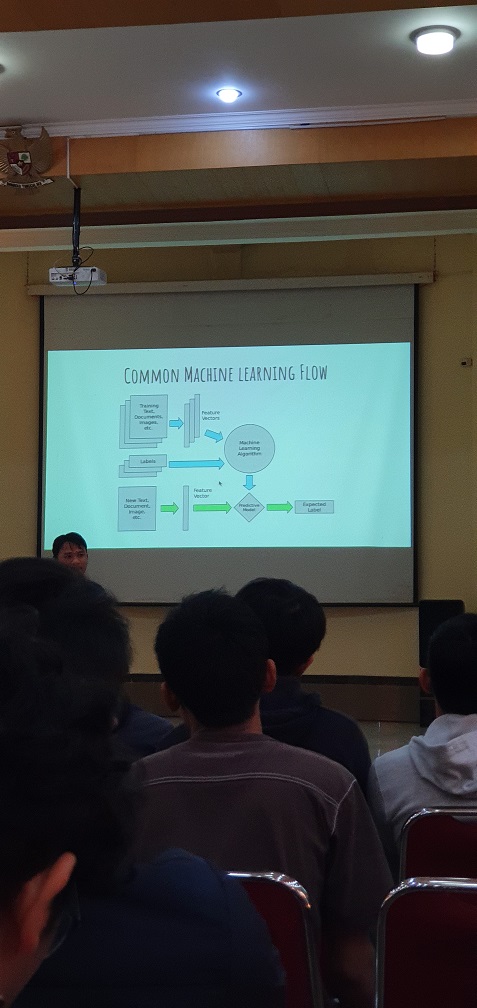 COMMON MACHINE LEARNING FLOW
Training
Text,
Documents,
Images,
etc.
Feature
Vectors
Machine
Learning
Algorithm
Labels
New Text,
Document,
Image,
etc.
Feature
Vector
Predictive
Model
Expected
Label